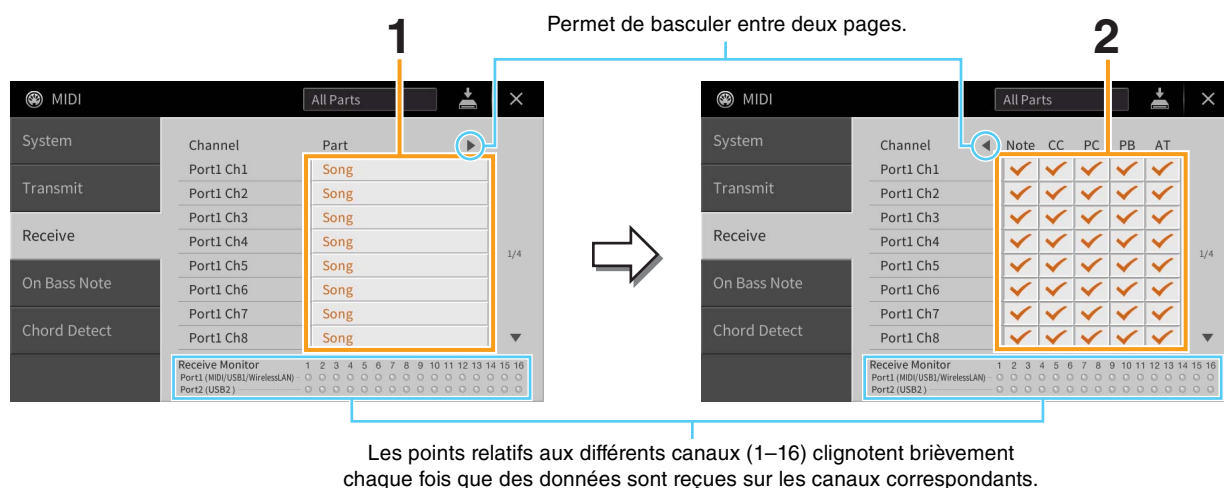 Permet de basculer entre deux pages.
1
2
MIDI
All Parts
System
Transmit
Receive
On Bass Note
Chord Detect
Channel Part
Port1 Ch1 Song
Port1 Ch2 Song
Port1 Ch3 Song
Port1 Ch4 Song
Port1 Ch5 Song
Port1 Ch6 Song
Port1 Ch7 Song
Port1 Ch8 Song
1/4
Receive Monitor 1 2 3 4 5 6 7 8 9 10 11 12 13 14 15 16
Port1 (MIDI/USB1/WirelessLAN)
Port2 (USB2)
MIDI
All Parts
System
Transmit
Receive
On Bass Note
Chord Detect
Channel Note CC PC PB AT
Port1 Ch1
Port1 Ch2
Port1 Ch3
Port1 Ch4
Port1 Ch5
Port1 Ch6
Port1 Ch7
Port1 Ch8
1/4
Receive Monitor 1 2 3 4 5 6 7 8 9 10 11 12 13 14 15 16
Port1 (MIDI/USB1/WirelessLAN)
Port2 (USB2)
Les points relatifs aux différents canaux (1–16) clignotent brièvement
chaque fois que des données sont reçues sur les canaux correspondants.